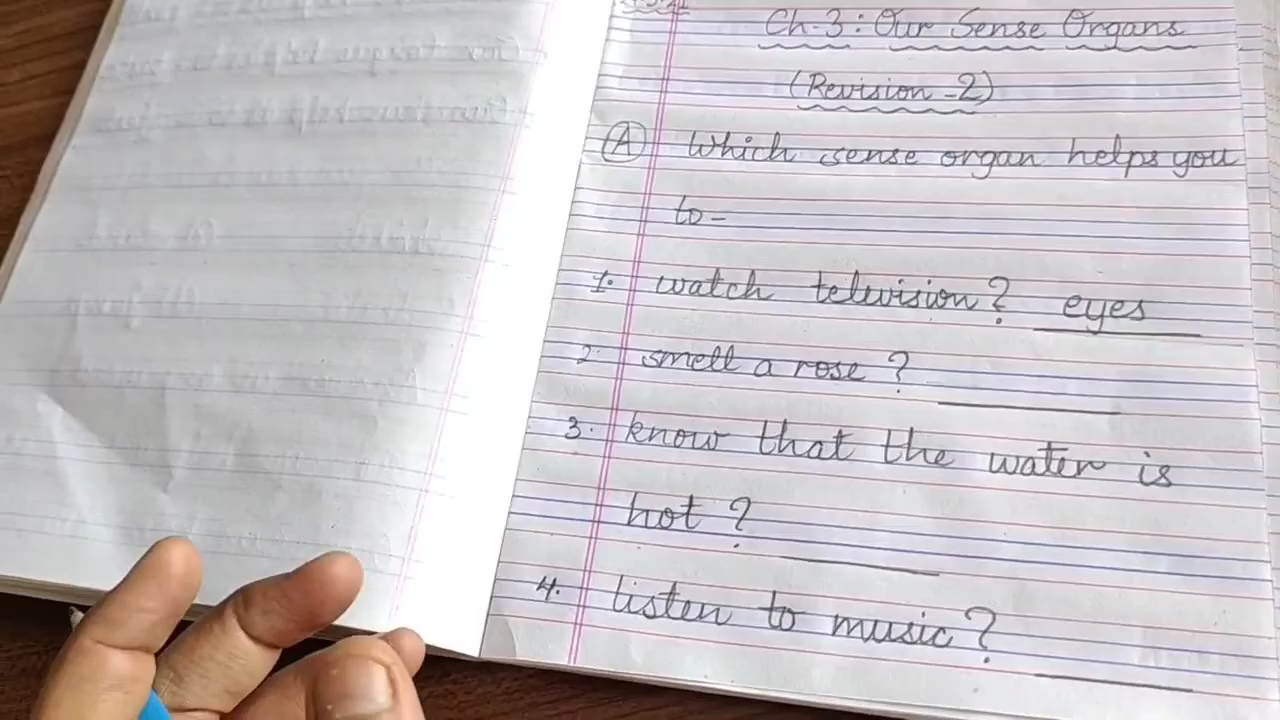 Ch-3: Our Sense Organs
(Revision-2)
A Which sense organ helps you
to-
1. watch television? eyes
2. smell a rose?
3. know that the water is
hot?
4. listen to music?